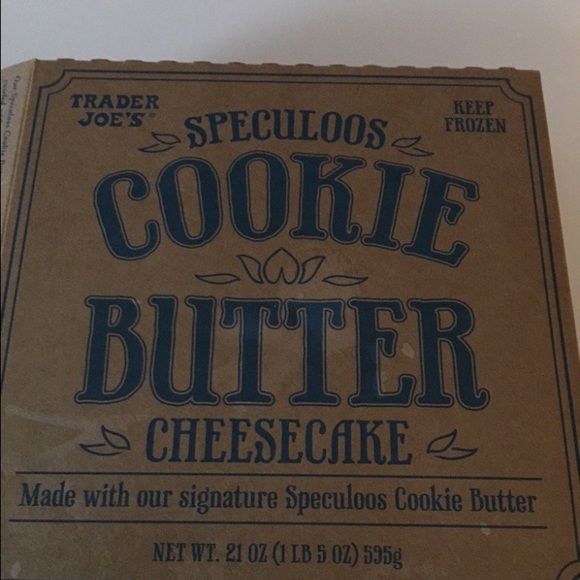 TRADER
JOE'S®
KEEP
FROZEN
SPECULOOS
COOKIE
BUTTER
CHEESECAKE
Made with our signature Speculoos Cookie Butter
NET WT. 21 OZ (1 LB 5 OZ) 595g